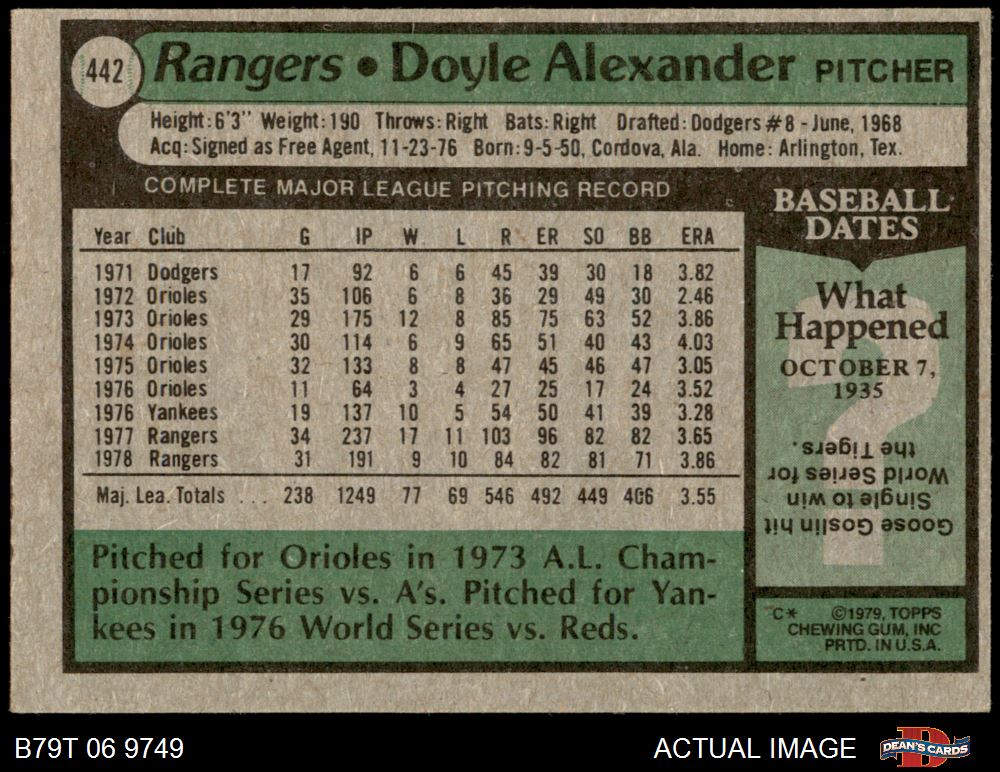 442 Rangers • Doyle Alexander PITCHER
Height:6'3" Weight:190 Throws:Right Bats:Right Drafted:Dodgers #8 - June, 1968
Acq:Signed as Free Agent, 11-23-76 Born:9-5-50, Cordova, Ala. Home: Arlington, Tex.
COMPLETE MAJOR LEAGUE PITCHING RECORD
Year Club G IP W L R ER SO BB ERA
1971 Dodgers 17 92 6 6 45 39 30 18 3.82
1972 Orioles 35 106 6 8 36 29 49 30 2.46
1973 Orioles 29 175 12 8 85 75 63 52 3.86
1974 Orioles 30 114 6 9 65 51 40 43 4.03
1975 Orioles 32 133 8 8 47 45 46 47 3.05
1976 Orioles 11 64 3 4 27 25 17 24 3.52
1976 Yankees 19 137 10 5 54 50 41 39 3.28
1977 Rangers 34 237 17 11 103 96 82 82 3.65
1978 Rangers 31 191 9 10 84 82 81 71 3.86
Maj. Lea. Totals ... 238 1249 77 69 546 492 449 406 3.55
Pitched for Orioles in 1973 A.L. Cham-
pionship Series vs. A's. Pitched for Yan-
kees in 1976 World Series vs. Reds.
BASEBALL
DATES
What
Happened
OCTOBER 7,
1935
?
Goose Goslin hit
Single to win
World Series for
the Tigers.
C* ©1979, TOPPS
CHEWING GUM, INC
PRTD. IN U.S.A.
B79T 06 9749 ACTUAL IMAGE DEAN'S CARDS